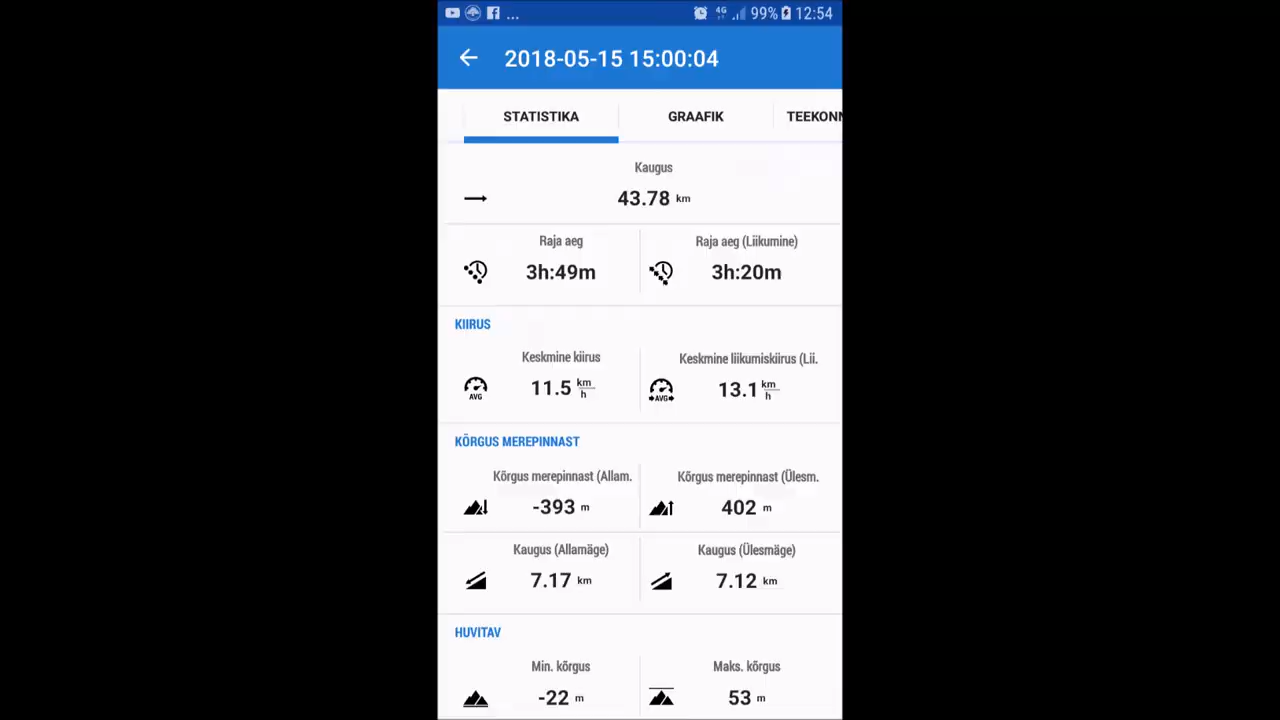 ... 4G 99% 12:54
2018-05-15 15:00:04
STATISTIKA GRAAFIK TEEKONN
Kaugus
43.78 km
Raja aeg Raja aeg (Liikumine)
3h:49m 3h:20m
KIIRUS
Keskmine kiirus Keskmine liikumiskiirus (Lii.
AVG 11.5 km/h AVG 13.1 km/h
KÕRGUS MEREPINNAST
Kõrgus merepinnast (Allam. Kõrgus merepinnast (Ülesm.
-393 m 402 m
Kaugus (Allamäge) Kaugus (Ülesmäge)
7.17 km 7.12 km
HUVITAV
Min. kõrgus Maks. kõrgus
-22 m 53 m